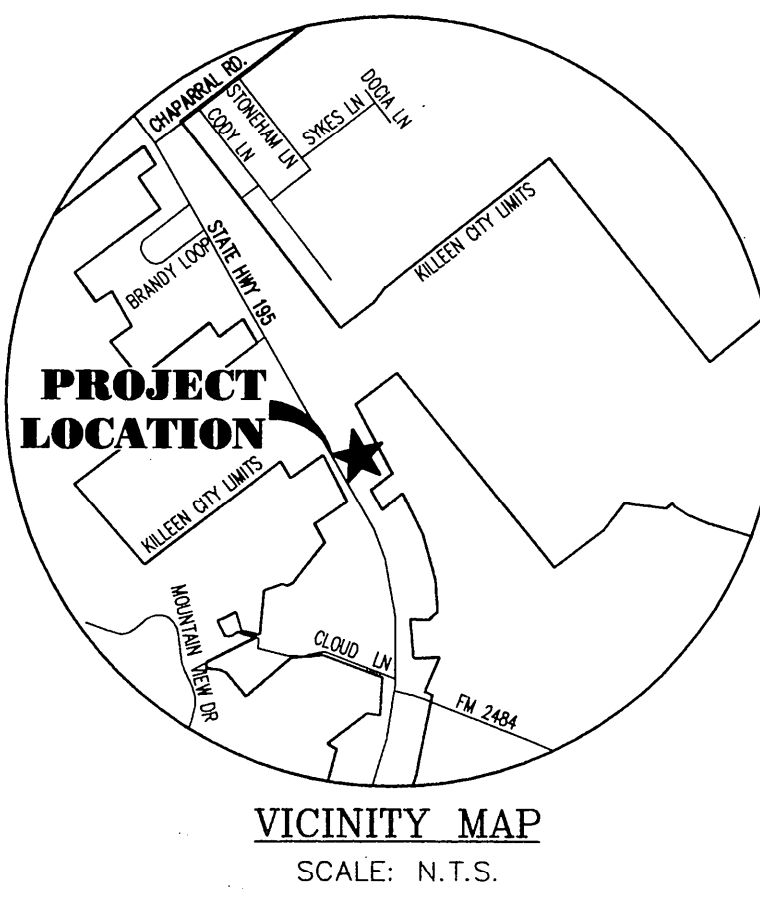 CHAPARRAL RD.
STONEHAM LN
CODY LN
SYKES LN
DOCIA LN
KILLEEN CITY LIMITS
STATE HWY 195
BRANDY LOOP
PROJECT
LOCATION
KILLEEN CITY LIMITS
MOUNTAIN VIEW DR
CLOUD LN
FM 2484
VICINITY MAP
SCALE: N.T.S.